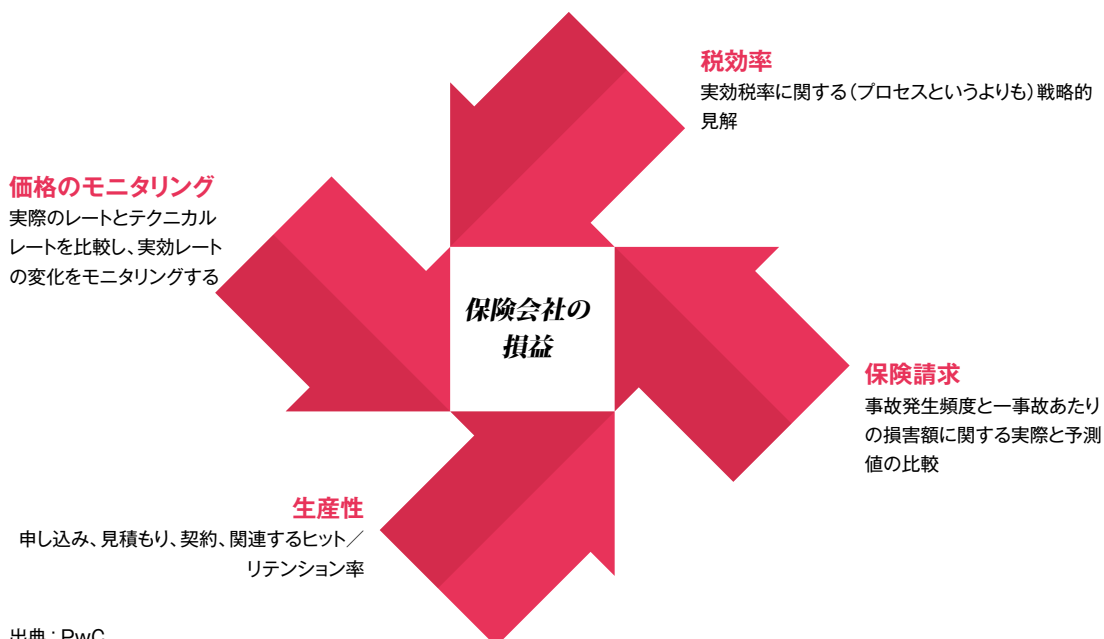 税効率
実効税率に関する（プロセスというよりも）戦略的
見解
価格のモニタリング
実際のレートとテクニカル
レートを比較し、実効レート
の変化をモニタリングする
保険会社の
損益
保険請求
事故発生頻度と一事故あたり
の損害額に関する実際と予測
値の比較
生産性
申し込み、見積もり、契約、関連するヒット／
リテンション率
出典：PwC